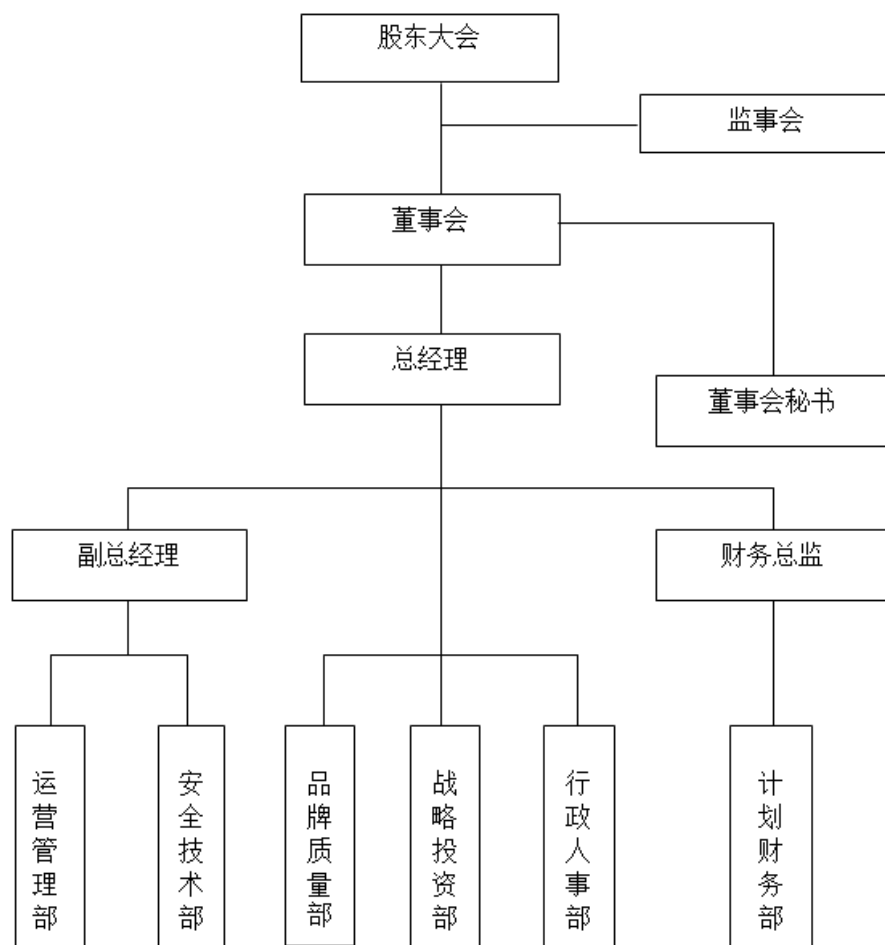 股东大会
监事会
董事会
总经理
董事会秘书
副总经理
财务总监
运营管理部
安全技术部
品牌质量部
战略投资部
行政人事部
计划财务部